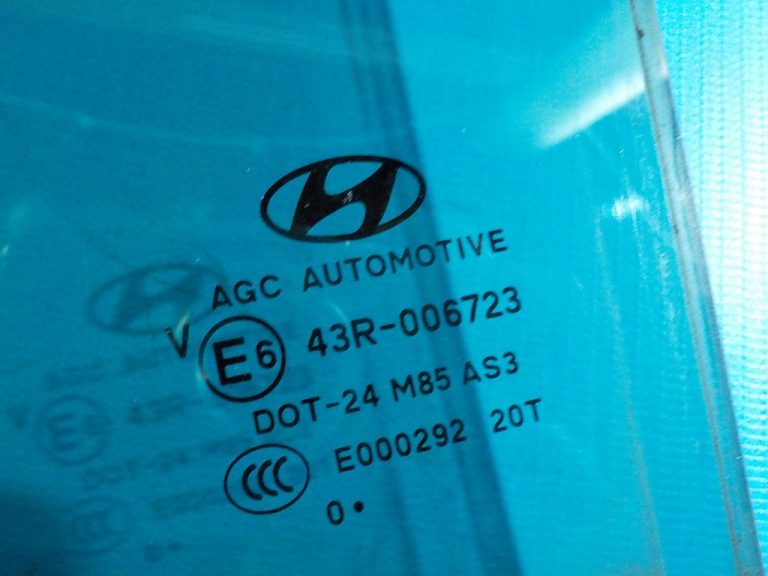 AGC AUTOMOTIVE
V E6 43R-006723
DOT-24 M85 AS3
CCC E000292 20T
0•